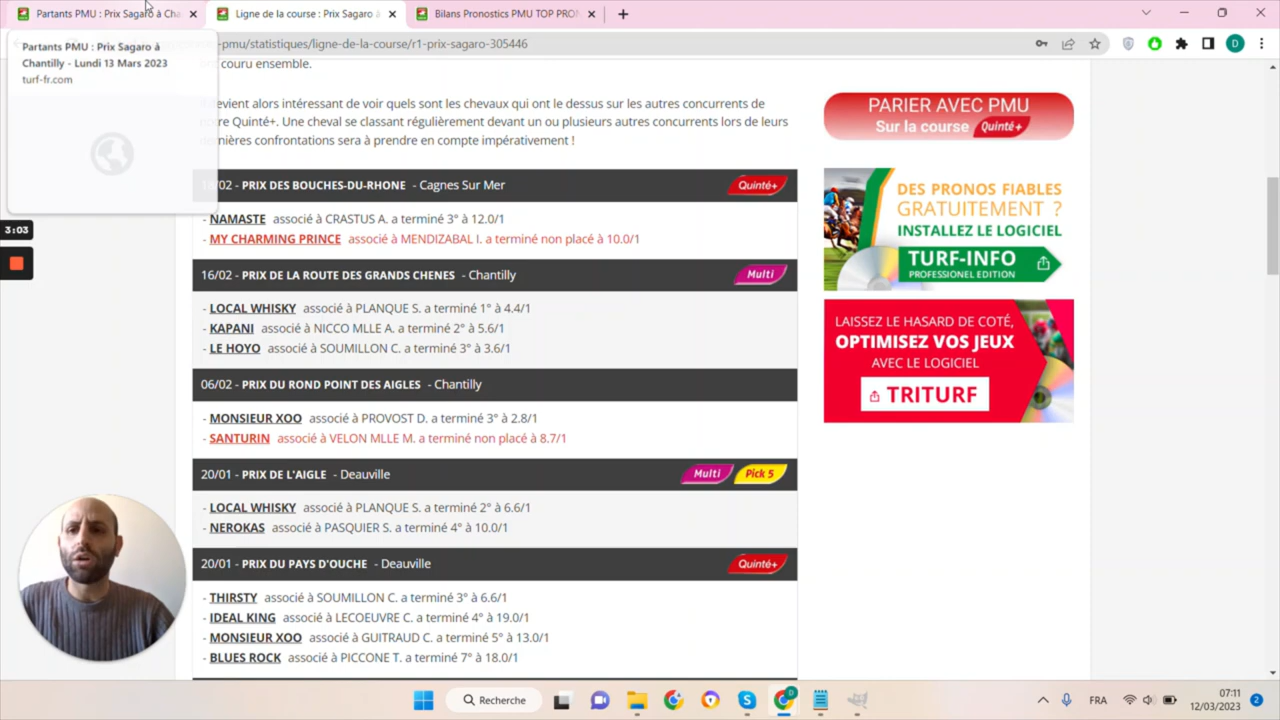 Partants PMU : Prix Sagaro à Cha
Ligne de la course : Prix Sagaro à
Bilans Pronostics PMU TOP PRON
-pmu/statistiques/ligne-de-la-course/r1-prix-sagaro-305446
D
Partants PMU : Prix Sagaro à
Chantilly - Lundi 13 Mars 2023
turf-fr.com
couru ensemble.
evient alors intéressant de voir quels sont les chevaux qui ont le dessus sur les autres concurrents de
re Quinté+. Une cheval se classant régulièrement devant un ou plusieurs autres concurrents lors de leurs
nières confrontations sera à prendre en compte impérativement !
/02 - PRIX DES BOUCHES-DU-RHONE - Cagnes Sur Mer
Quinté+
- NAMASTE associé à CRASTUS A. a terminé 3° à 12.0/1
- MY CHARMING PRINCE associé à MENDIZABAL I. a terminé non placé à 10.0/1
16/02 - PRIX DE LA ROUTE DES GRANDS CHENES - Chantilly
Multi
- LOCAL WHISKY associé à PLANQUE S. a terminé 1° à 4.4/1
- KAPANI associé à NICCO MLLE A. a terminé 2° à 5.6/1
- LE HOYO associé à SOUMILLON C. a terminé 3° à 3.6/1
06/02 - PRIX DU ROND POINT DES AIGLES - Chantilly
- MONSIEUR XOO associé à PROVOST D. a terminé 3° à 2.8/1
- SANTURIN associé à VELON MLLE M. a terminé non placé à 8.7/1
20/01 - PRIX DE L'AIGLE - Deauville
Multi
Pick 5
- LOCAL WHISKY associé à PLANQUE S. a terminé 2° à 6.6/1
- NEROKAS associé à PASQUIER S. a terminé 4° à 10.0/1
20/01 - PRIX DU PAYS D'OUCHE - Deauville
Quinté+
- THIRSTY associé à SOUMILLON C. a terminé 3° à 6.6/1
- IDEAL KING associé à LECOEUVRE C. a terminé 4° à 19.0/1
- MONSIEUR XOO associé à GUITRAUD C. a terminé 5° à 13.0/1
- BLUES ROCK associé à PICCONE T. a terminé 7° à 18.0/1
PARIER AVEC PMU
Sur la course Quinté+
DES PRONOS FIABLES
GRATUITEMENT ?
INSTALLEZ LE LOGICIEL
TURF-INFO
PROFESSIONEL EDITION
LAISSEZ LE HASARD DE COTÉ,
OPTIMISEZ VOS JEUX
AVEC LE LOGICIEL
TRITURF
3:03
Recherche
D
FRA
07:11
12/03/2023
2